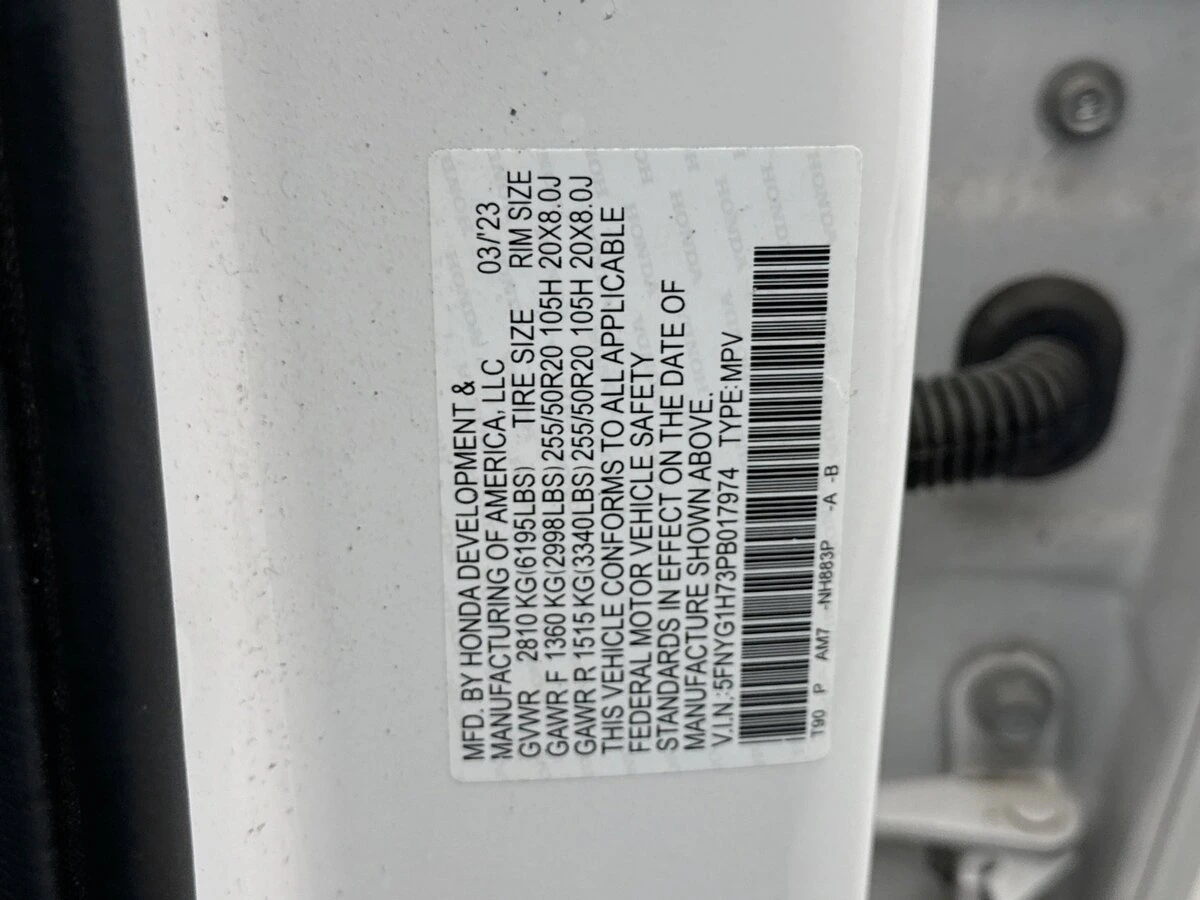 MFD. BY HONDA DEVELOPMENT &
MANUFACTURING OF AMERICA, LLC 03/'23
GVWR 2810 KG(6195LBS) TIRE SIZE RIM SIZE
GAWR F 1360 KG(2998LBS) 255/50R20 105H 20X8.0J
GAWR R 1515 KG(3340LBS) 255/50R20 105H 20X8.0J
THIS VEHICLE CONFORMS TO ALL APPLICABLE
FEDERAL MOTOR VEHICLE SAFETY
STANDARDS IN EFFECT ON THE DATE OF
MANUFACTURE SHOWN ABOVE.
V.I.N.:5FNYG1H73PB017974 TYPE:MPV
T90 P AM7 -NH883P -A -B